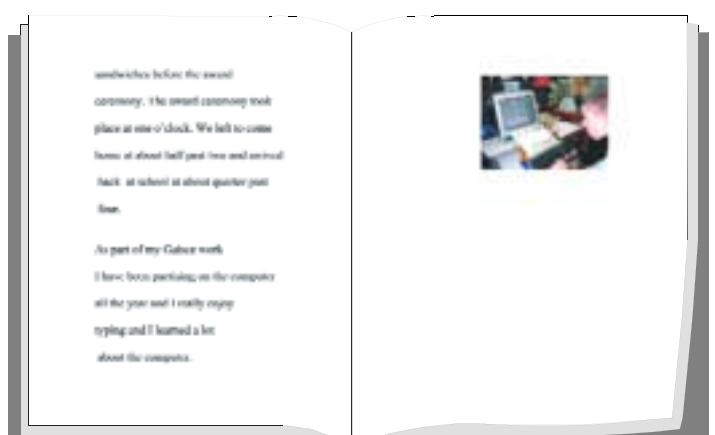 sandwiches before the award
ceremony. The award ceremony took
place at one o'clock. We left to come
home at about half past two and arrived
back at school at about quarter past
four.
As part of my Gaisce work
I have been partising on the computer
all the year and I really enjoy
typing and I learned a lot
about the computer.